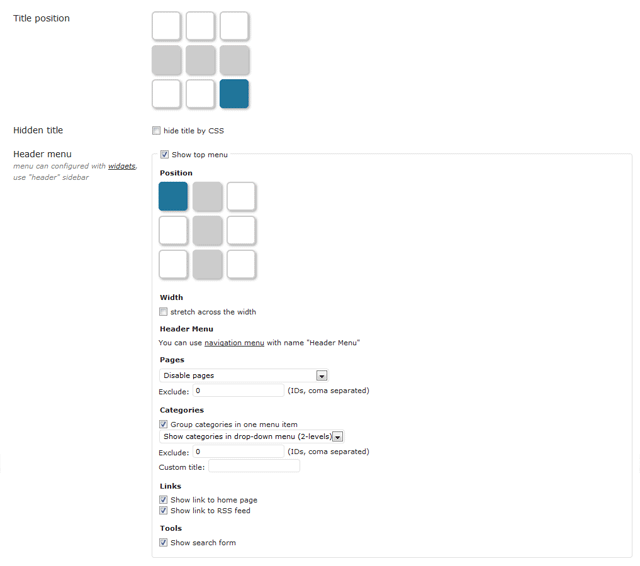 Title position
Hidden title
hide title by CSS
Header menu
menu can configured with widgets,
use "header" sidebar
Show top menu
Position
Width
stretch across the width
Header Menu
You can use navigation menu with name "Header Menu"
Pages
Disable pages
Exclude: 0 (IDs, coma separated)
Categories
Group categories in one menu item
Show categories in drop-down menu (2-levels)
Exclude: 0 (IDs, coma separated)
Custom title:
Links
Show link to home page
Show link to RSS feed
Tools
Show search form